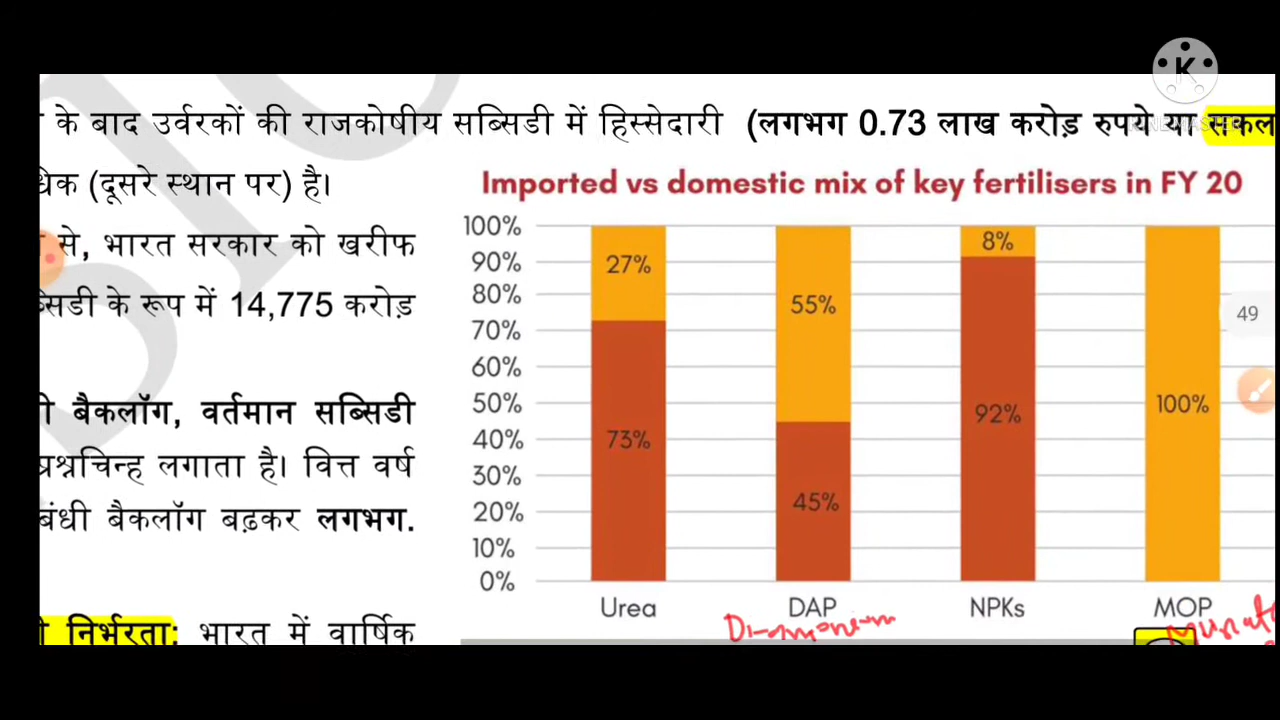 के बाद उर्वरकों की राजकोषीय सब्सिडी में हिस्सेदारी (लगभग 0.73 लाख करोड़ रुपये या सकल
(दूसरे स्थान पर) है।
से, भारत सरकार को खरीफ
के रूप में 14,775 करोड़
बैकलॉग, वर्तमान सब्सिडी
प्रश्नचिन्ह लगाता है। वित्त वर्ष
बैकलॉग बढ़कर लगभग.
निर्भरता: भारत में वार्षिक
K
KINEMASTER
Imported vs domestic mix of key fertilisers in FY 20
100%
90%
80%
70%
60%
50%
40%
30%
20%
10%
0%
27%
73%
55%
45%
8%
92%
100%
Urea DAP NPKs MOP
49